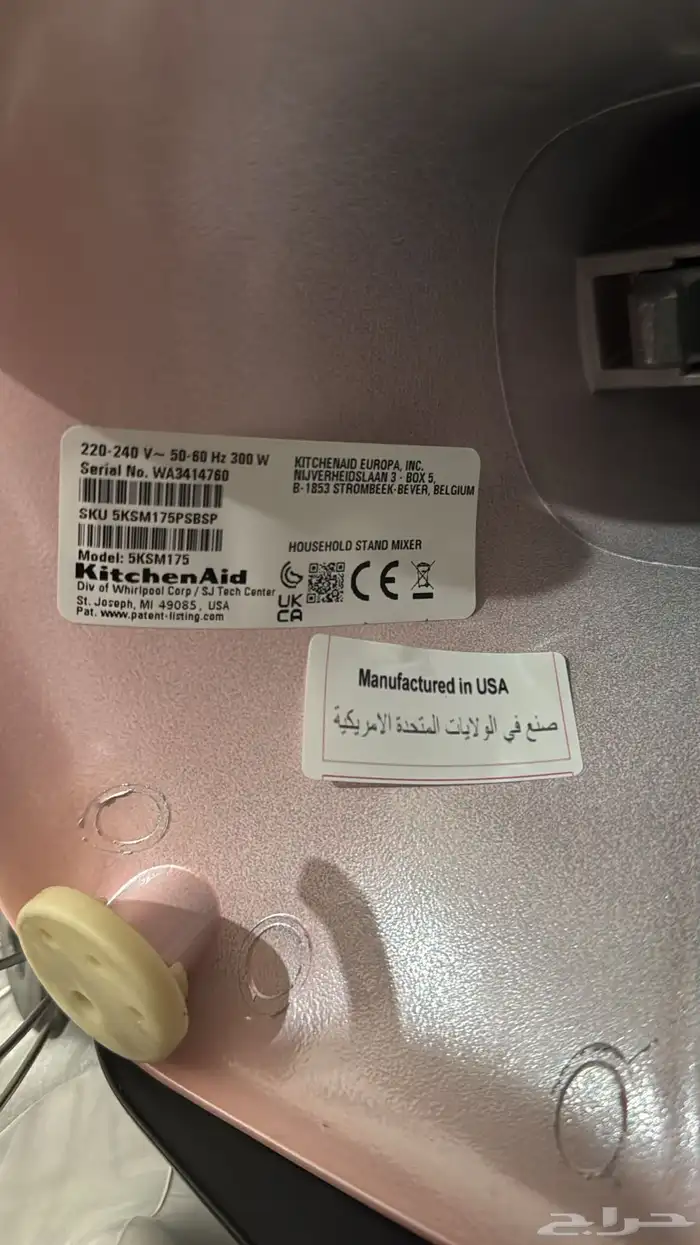 220-240 V~ 50-60 Hz 300 W
Serial No. WA3414760
SKU 5KSM175PSBSP
Model: 5KSM175
KitchenAid
Div of Whirlpool Corp / SJ Tech Center
St. Joseph, MI 49085, USA
Pat. www.patent-listing.com
KITCHENAID EUROPA, INC.
NIJVERHEIDSLAAN 3 - BOX 5,
B-1853 STROMBEEK-BEVER, BELGIUM
HOUSEHOLD STAND MIXER
UK
CA
CE
Manufactured in USA
صنع في الولايات المتحدة الامريكية
حراج